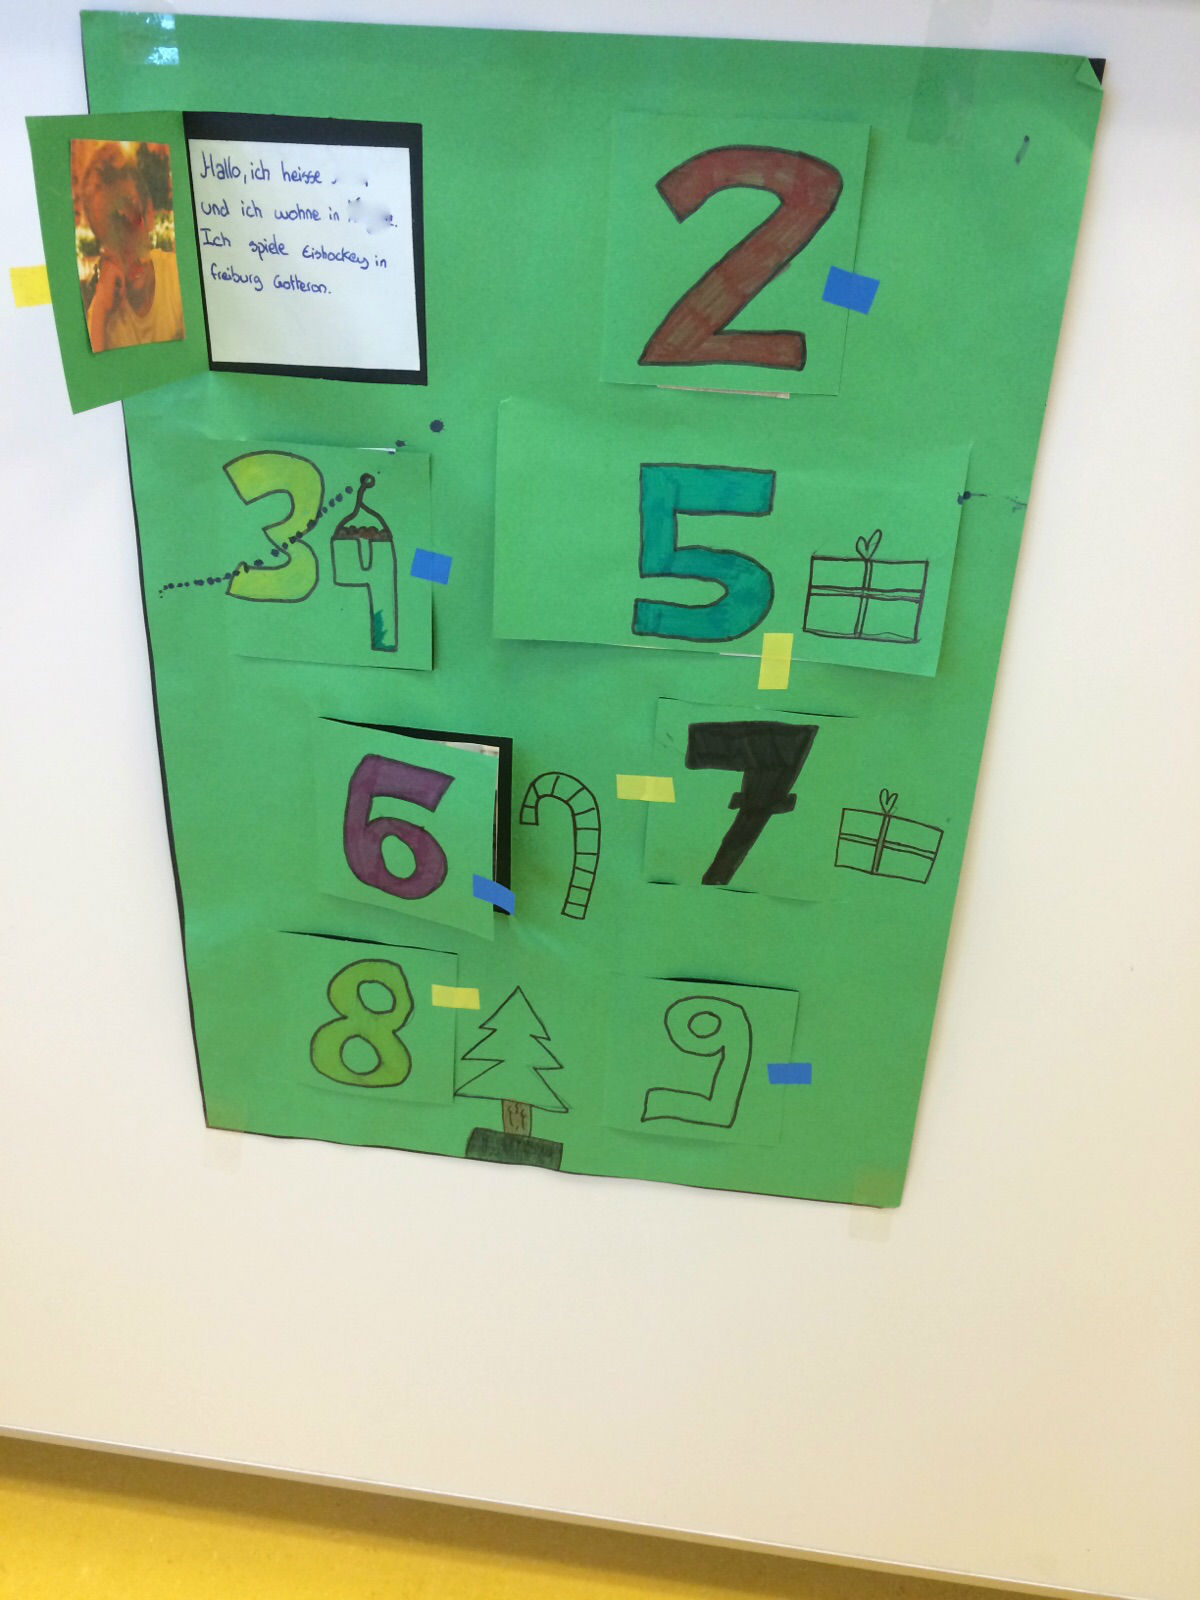 Hallo, ich heisse
und ich wohne in
Ich spiele Eishockey in
freiburg Gotteron.
2
3 4
5
6
7
8
9